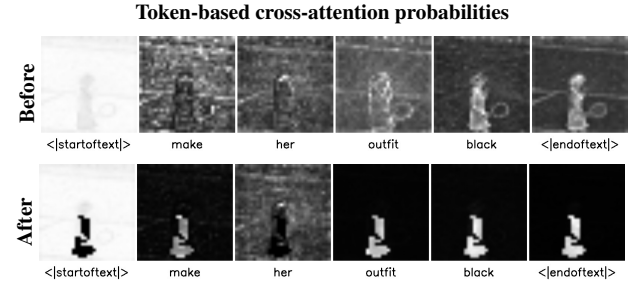 Token-based cross-attention probabilities
Before
<|startoftext|> make her outfit black <|endoftext|>
After
<|startoftext|> make her outfit black <|endoftext|>